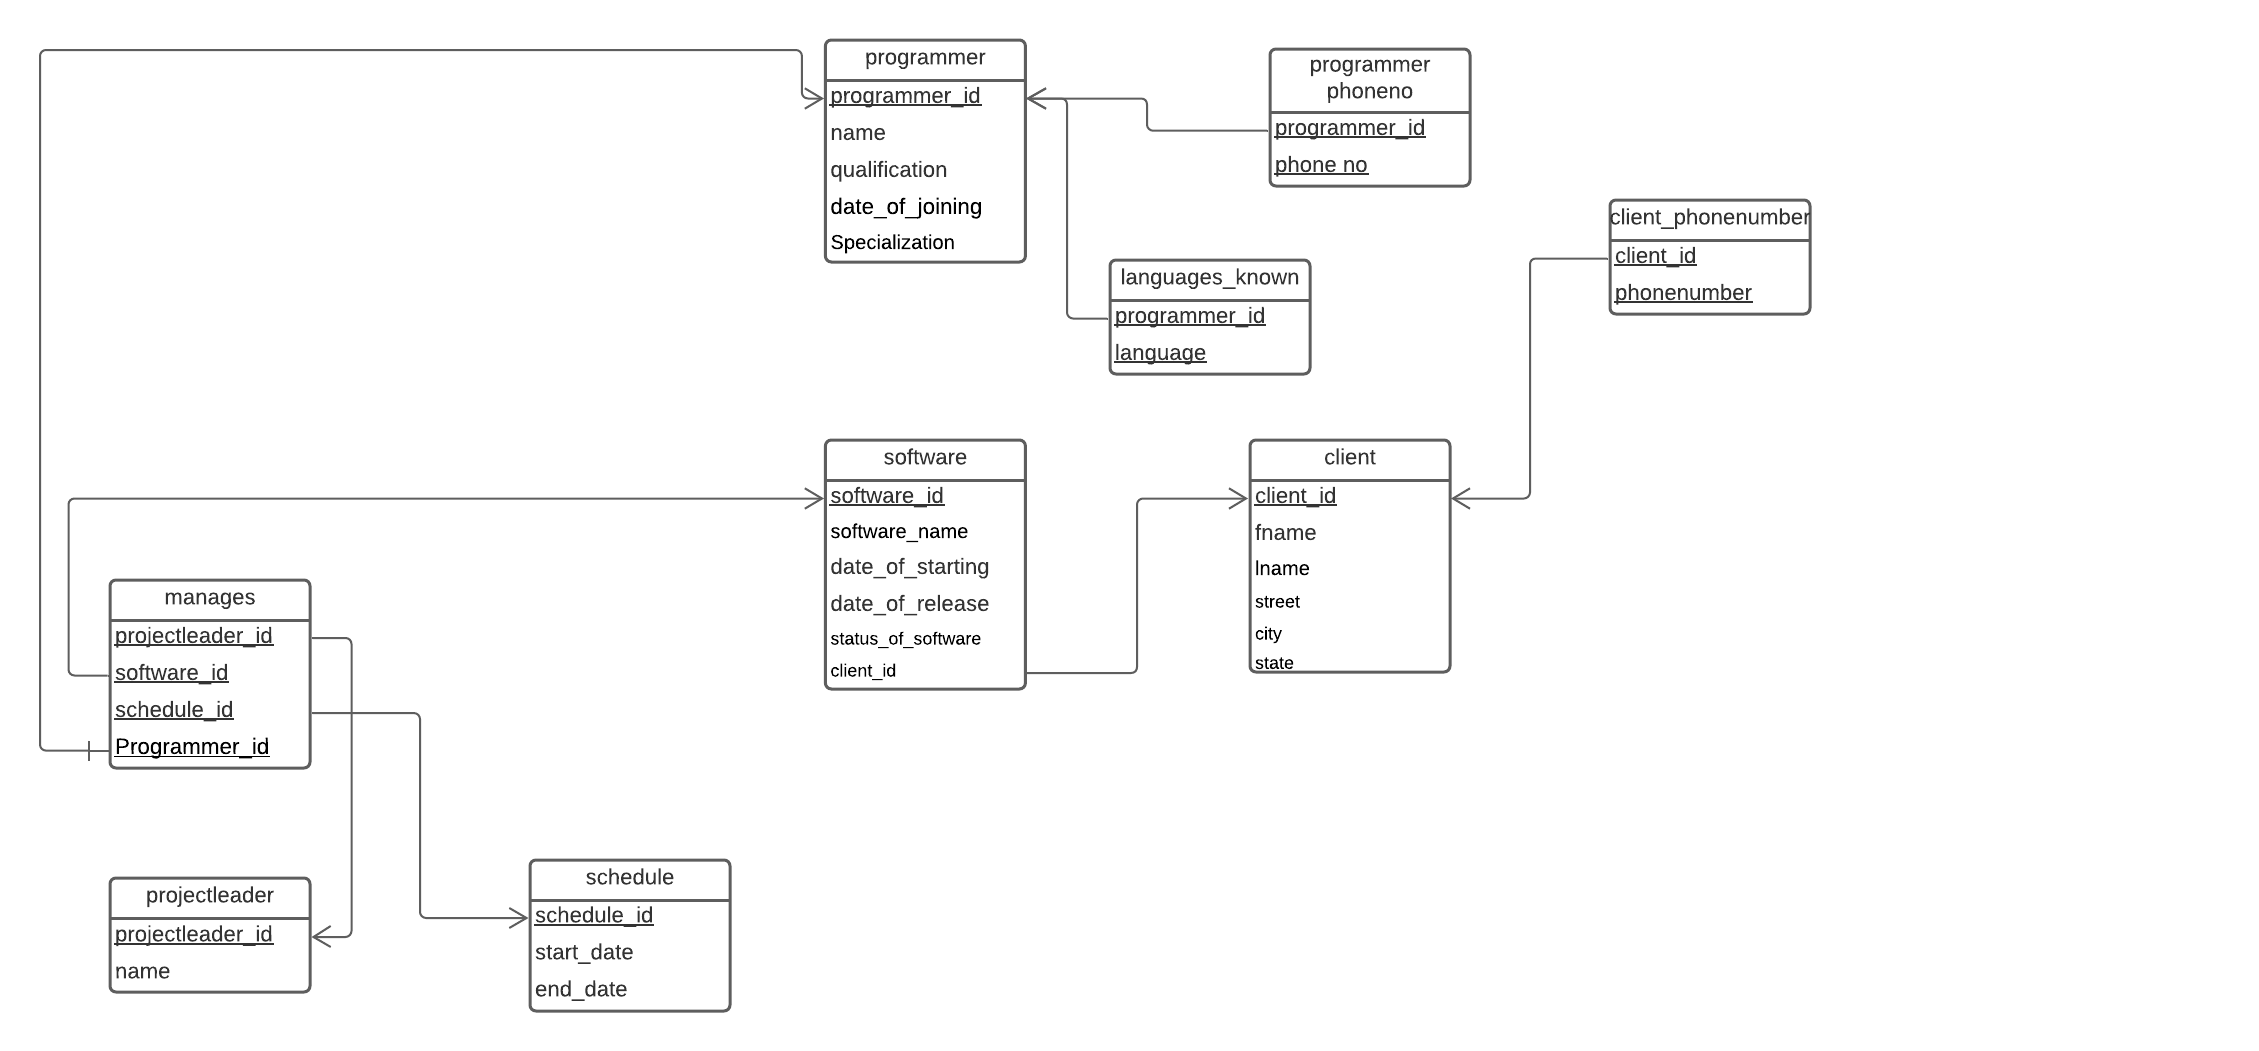 programmer
programmer_id
name
qualification
date_of_joining
Specialization
programmer
phoneno
programmer_id
phone no
client_phonenumber
client_id
phonenumber
languages_known
programmer_id
language
software
software_id
software_name
date_of_starting
date_of_release
status_of_software
client_id
client
client_id
fname
lname
street
city
state
manages
projectleader_id
software_id
schedule_id
Programmer_id
projectleader
projectleader_id
name
schedule
schedule_id
start_date
end_date